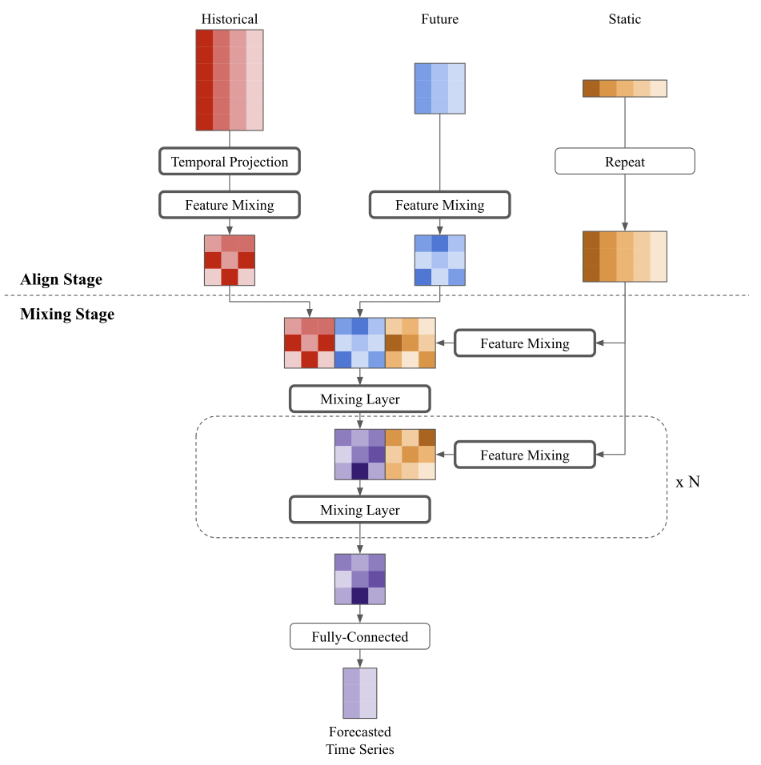 Historical
Future
Static
Temporal Projection
Repeat
Feature Mixing
Feature Mixing
Align Stage
Mixing Stage
Feature Mixing
Mixing Layer
Feature Mixing
x N
Mixing Layer
Fully-Connected
Forecasted
Time Series